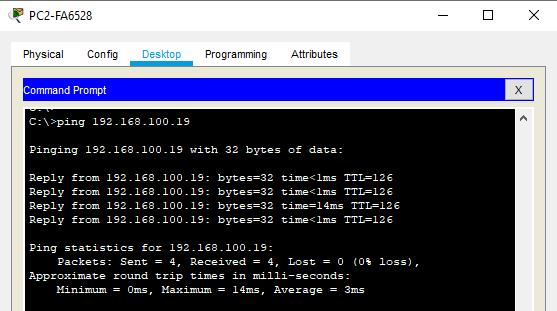 PC2-FA6528
Physical Config Desktop Programming Attributes
Command Prompt X
C:\>ping 192.168.100.19
Pinging 192.168.100.19 with 32 bytes of data:
Reply from 192.168.100.19: bytes=32 time<1ms TTL=126
Reply from 192.168.100.19: bytes=32 time<1ms TTL=126
Reply from 192.168.100.19: bytes=32 time=14ms TTL=126
Reply from 192.168.100.19: bytes=32 time<1ms TTL=126
Ping statistics for 192.168.100.19:
Packets: Sent = 4, Received = 4, Lost = 0 (0% loss),
Approximate round trip times in milli-seconds:
Minimum = 0ms, Maximum = 14ms, Average = 3ms